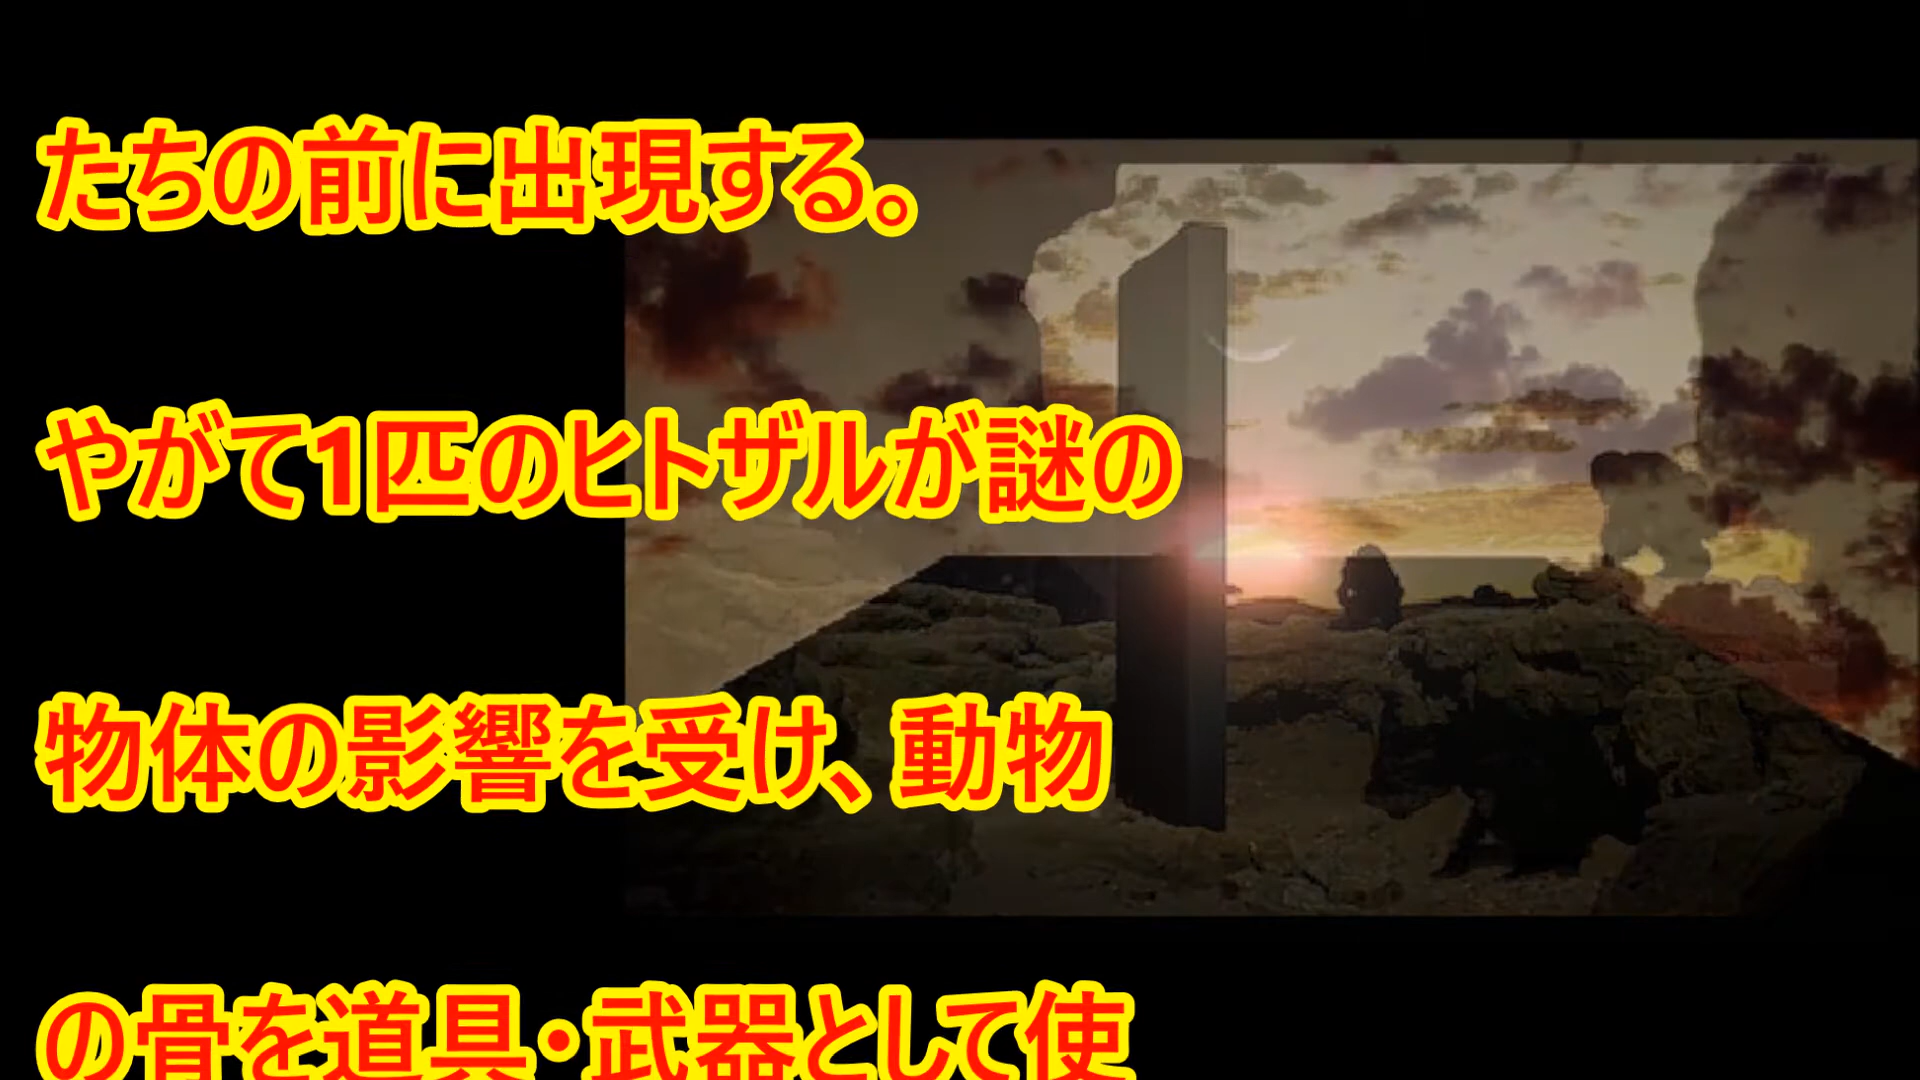 たちの前に出現する。
やがて1匹のヒトザルが謎の
物体の影響を受け、動物
の骨を道具・武器として使